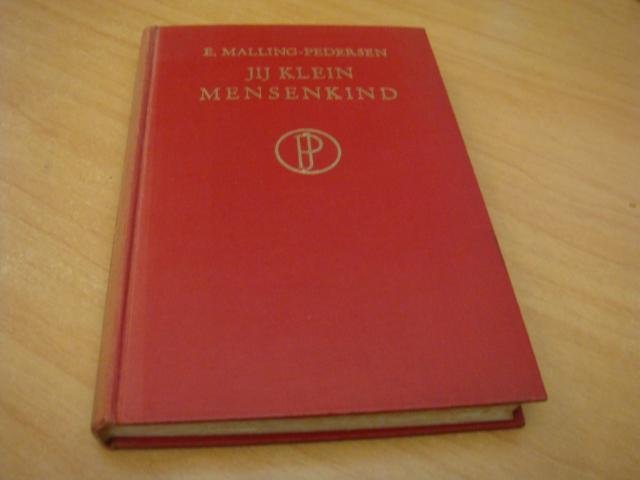 E. MALLING-PEDERSEN
JIJ KLEIN
MENSENKIND